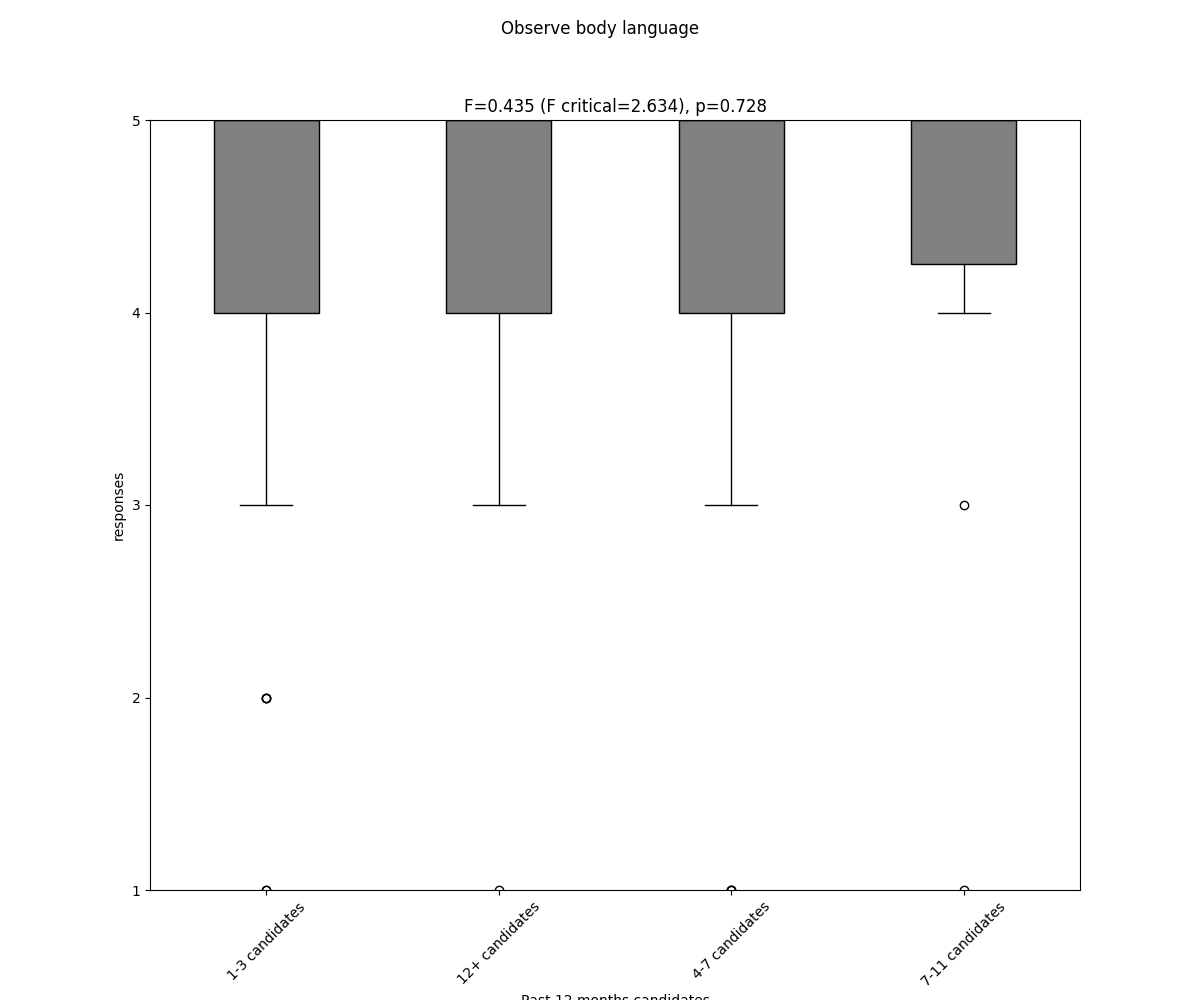 Observe body language
F=0.435 (F critical=2.634), p=0.728
5
4
3
2
1
responses
1-3 candidates
12+ candidates
4-7 candidates
7-11 candidates
Past 12 months candidates